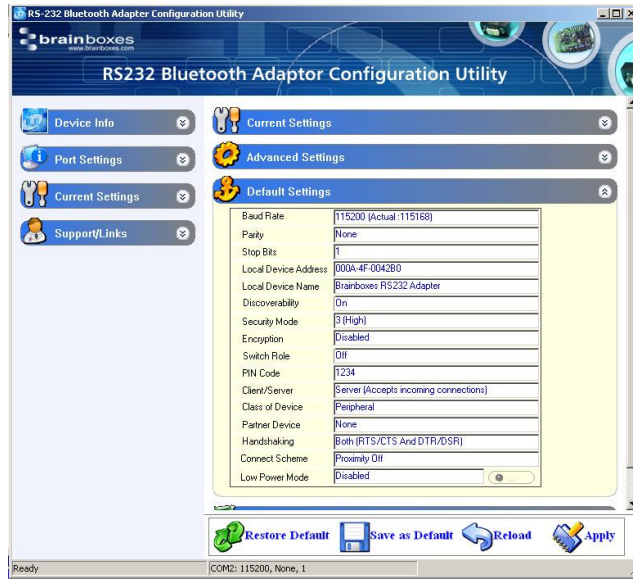 RS-232 Bluetooth Adapter Configuration Utility
brainboxes
www.brainboxes.com
RS232 Bluetooth Adaptor Configuration Utility
Device Info
Port Settings
Current Settings
Support/Links
Current Settings
Advanced Settings
Default Settings
Baud Rate 115200 (Actual :115168)
Parity None
Stop Bits 1
Local Device Address 000A-4F-0042B0
Local Device Name Brainboxes RS232 Adapter
Discoverability On
Security Mode 3 (High)
Encryption Disabled
Switch Role Off
PIN Code 1234
Client/Server Server (Accepts incoming connections)
Class of Device Peripheral
Partner Device None
Handshaking Both (RTS/CTS And DTR/DSR)
Connect Scheme Proximity Off
Low Power Mode Disabled ...
Restore Default Save as Default Reload Apply
Ready COM2: 115200, None, 1